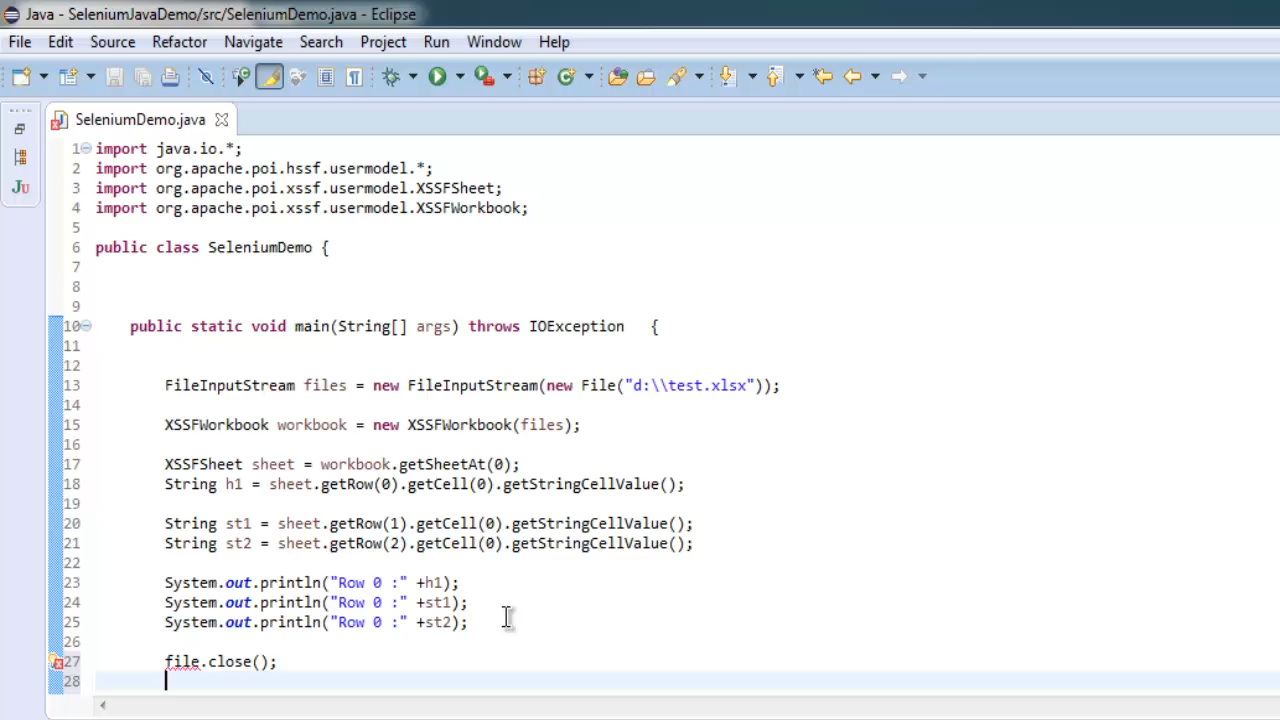 Java - SeleniumJavaDemo/src/SeleniumDemo.java - Eclipse
File Edit Source Refactor Navigate Search Project Run Window Help
SeleniumDemo.java
1 import java.io.*;
2 import org.apache.poi.hssf.usermodel.*;
3 import org.apache.poi.xssf.usermodel.XSSFSheet;
4 import org.apache.poi.xssf.usermodel.XSSFWorkbook;
5
6 public class SeleniumDemo {
7
8
9
10 public static void main(String[] args) throws IOException {
11
12
13 FileInputStream files = new FileInputStream(new File("d:\\test.xlsx"));
14
15 XSSFWorkbook workbook = new XSSFWorkbook(files);
16
17 XSSFSheet sheet = workbook.getSheetAt(0);
18 String h1 = sheet.getRow(0).getCell(0).getStringCellValue();
19
20 String st1 = sheet.getRow(1).getCell(0).getStringCellValue();
21 String st2 = sheet.getRow(2).getCell(0).getStringCellValue();
22
23 System.out.println("Row 0 :" +h1);
24 System.out.println("Row 0 :" +st1);
25 System.out.println("Row 0 :" +st2);
26
27 file.close();
28
JU